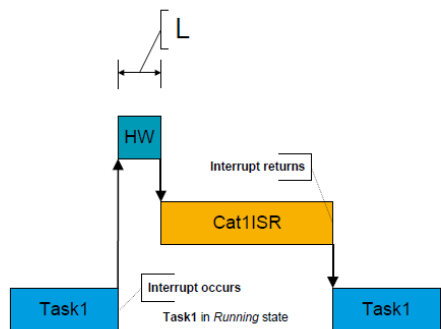 L
HW
Interrupt returns
Cat1ISR
Interrupt occurs
Task1
Task1 in Running state
Task1